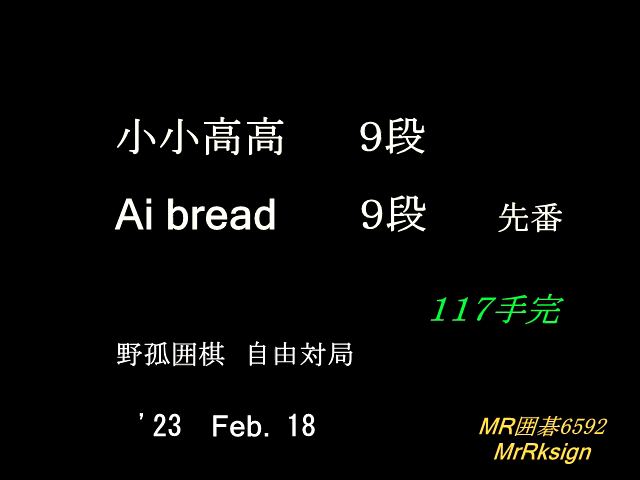 小小高高 9段
Ai bread 9段 先番
117手完
野孤囲棋 自由対局
'23 Feb. 18
MR囲碁6592
MrRksign